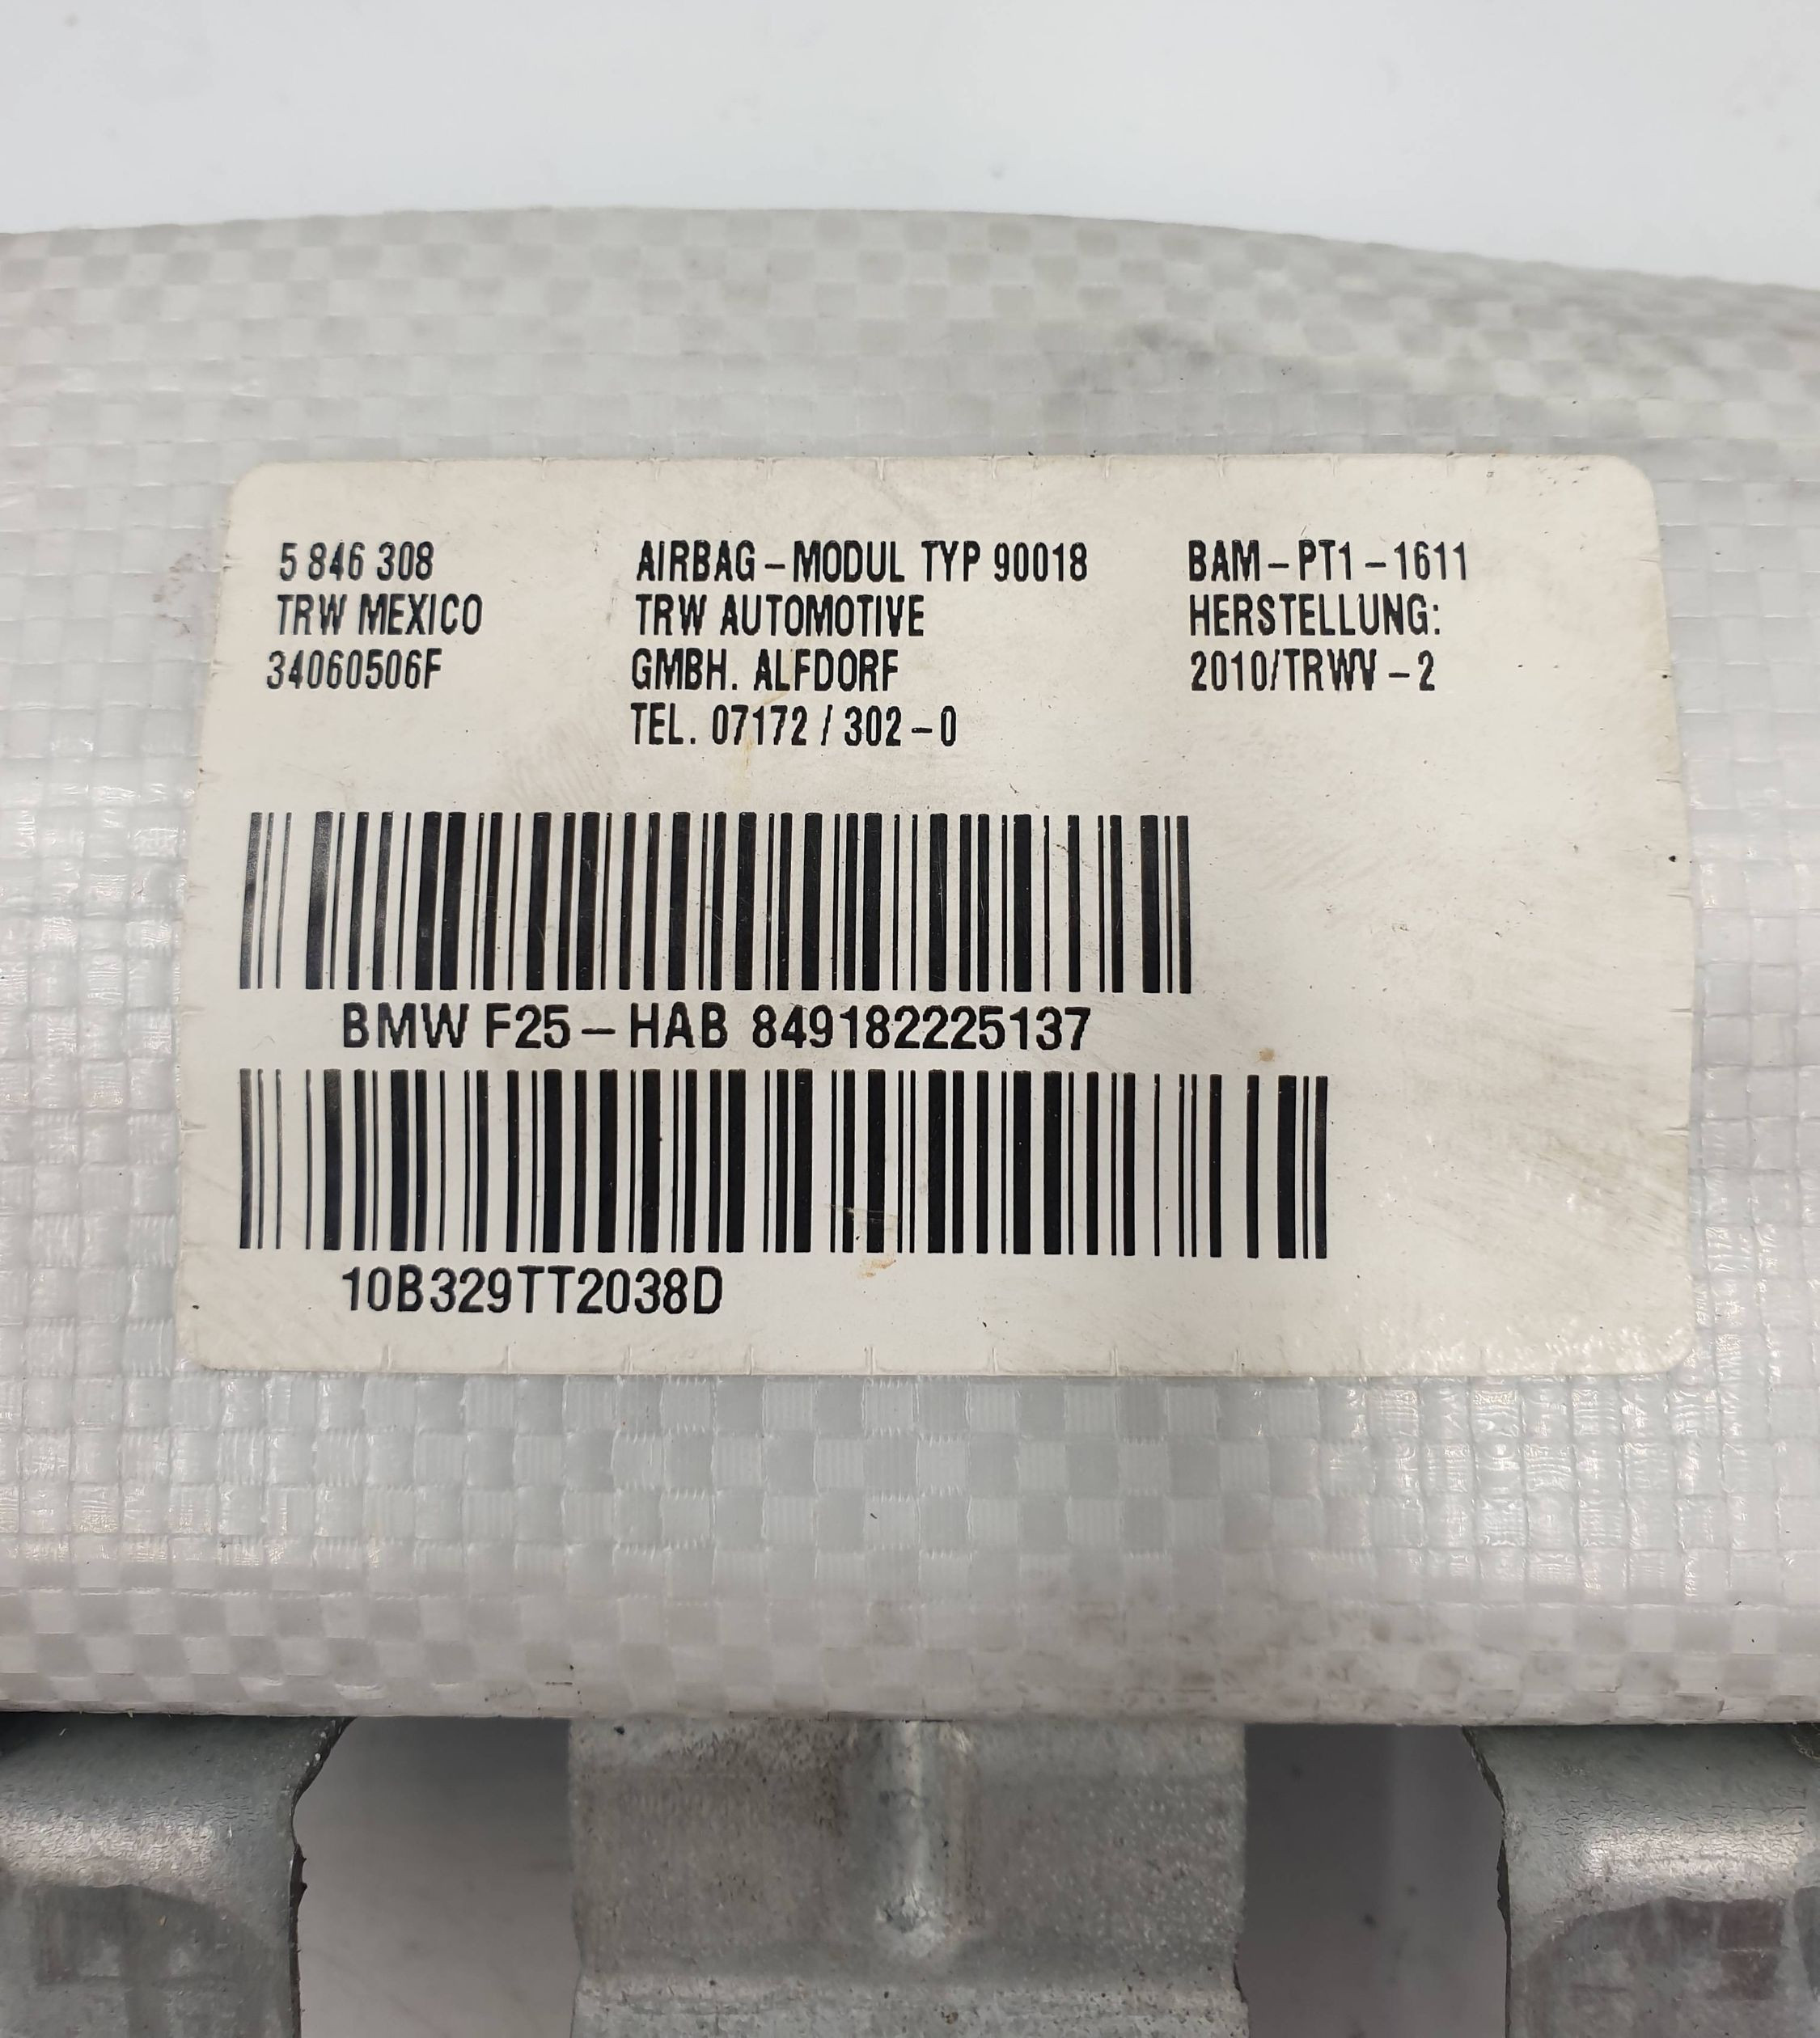 5 846 308
TRW MEXICO
34060506F
AIRBAG-MODUL TYP 90018
TRW AUTOMOTIVE
GMBH. ALFDORF
TEL. 07172 / 302-0
BAM-PT1-1611
HERSTELLUNG:
2010/TRWV-2
BMW F25-HAB 849182225137
10B329TT2038D